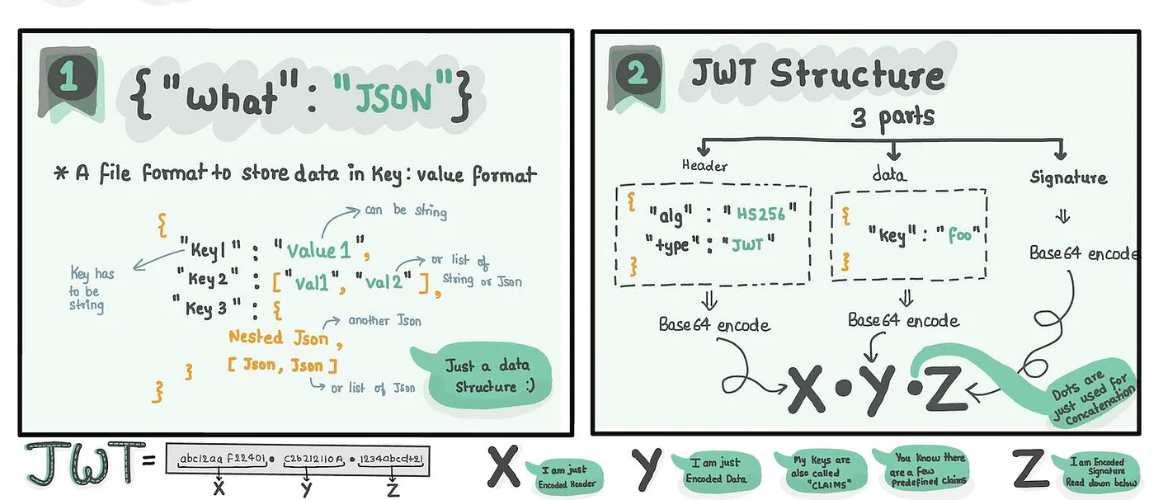 1
{ "What" : "JSON" }
* A file format to store data in Key : value format
{
"Key1" : "value1",
"Key2" : ["val1", "val2"],
"Key 3" : {
Nested Json ,
[ Json, Json ]
}
}
can be string
Key has
to be
string
or list of
String or Json
another Json
or list of Json
Just a data
Structure :)
2
JWT Structure
3 parts
Header
{
"alg" : "HS256"
"type" : "JWT"
}
Base64 encode
data
{
"key" : "foo"
}
Base64 encode
Signature
Base64 encode
X.Y.Z
Dots are
just used for
Concatenation
JWT =
abc12aa f22401 . c2b212110A . 1234abcd+21
X Y Z
X
I am just
Encoded Header
Y
I am just
Encoded Data
My Keys are
also called
"CLAIMS"
You Know there
are a few
Predefined claims
Z
I am Encoded
Signature
Read down below